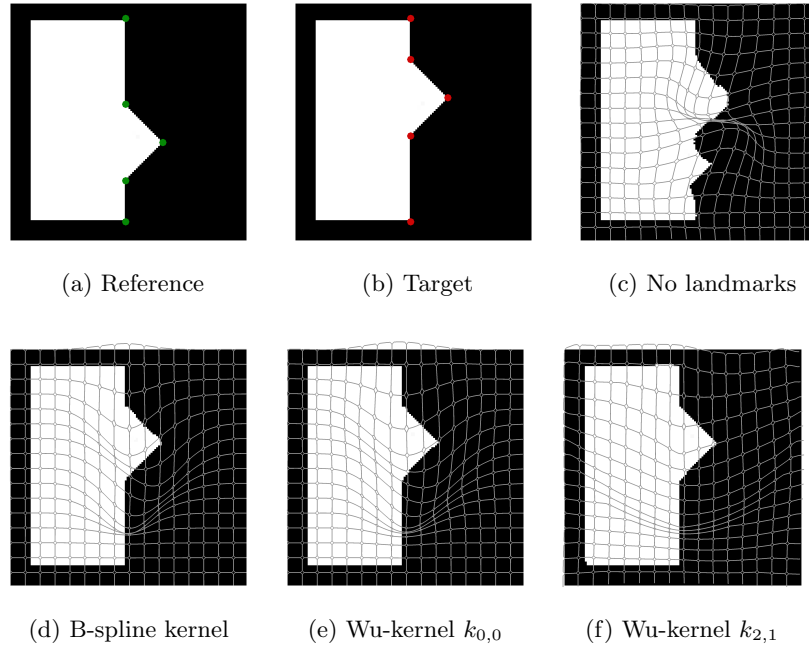 (a) Reference
(b) Target
(c) No landmarks
(d) B-spline kernel
(e) Wu-kernel k₀,₀
(f) Wu-kernel k₂,₁